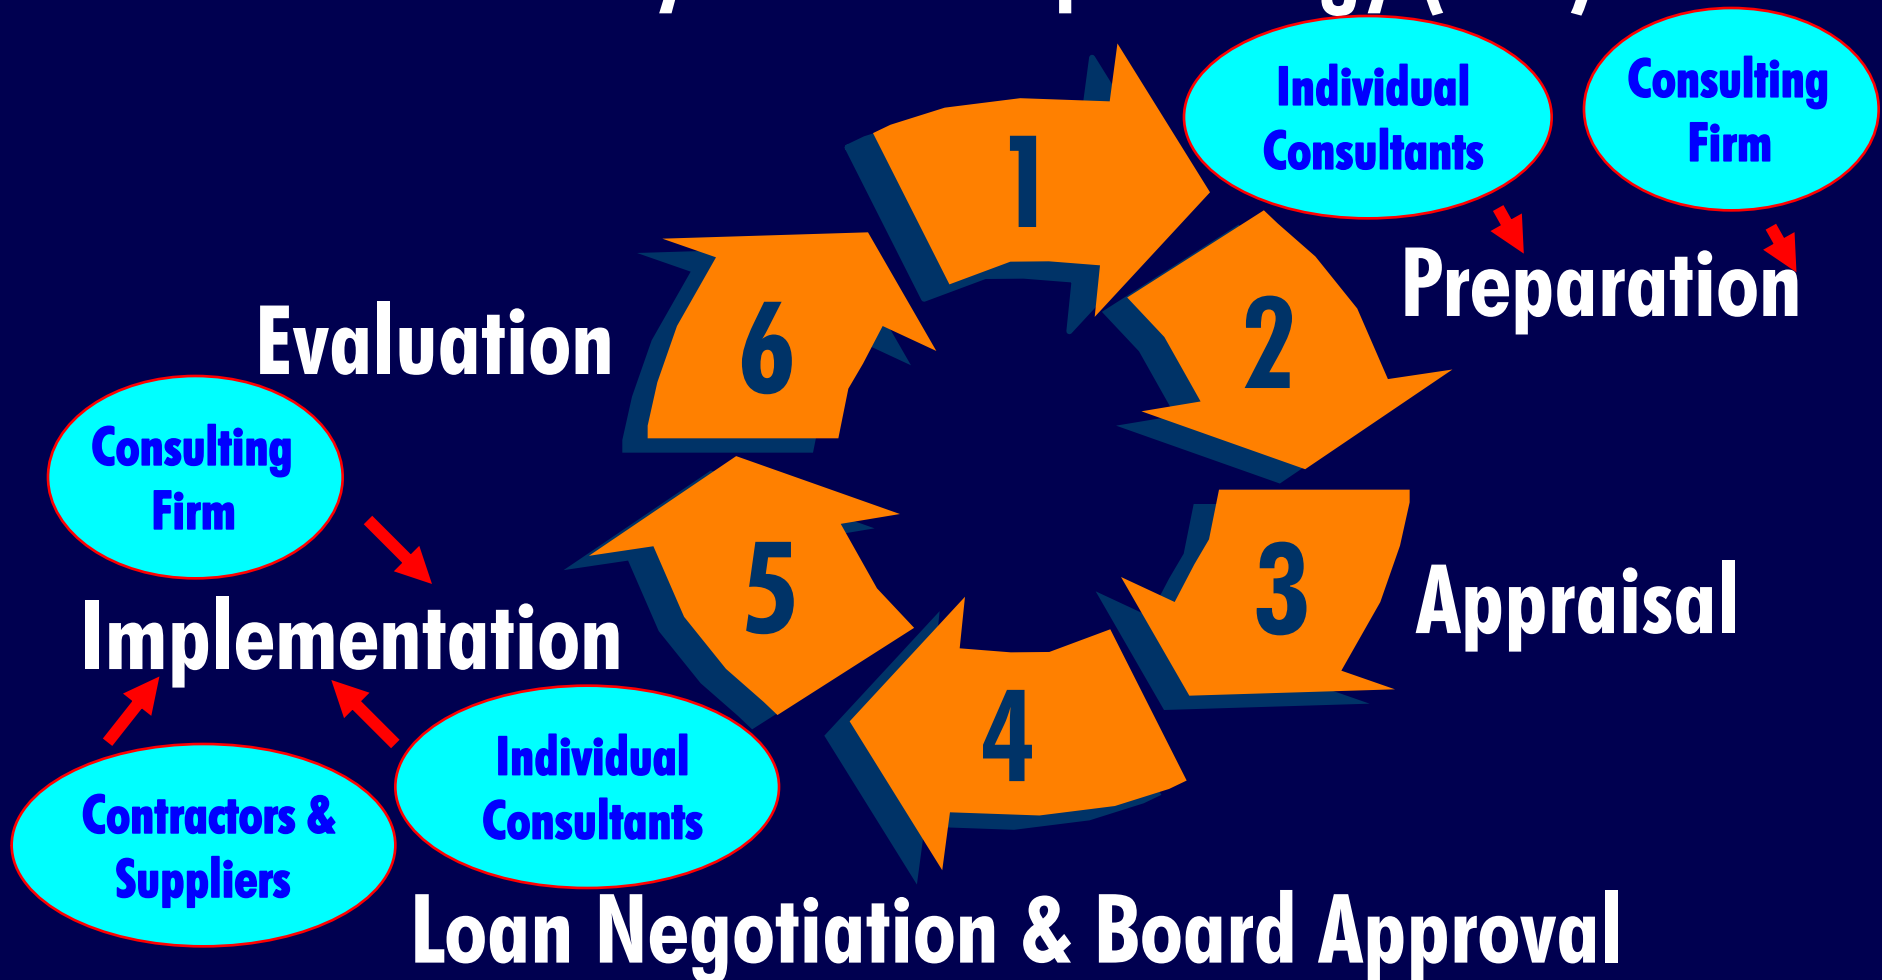 Individual
Consultants
Consulting
Firm
1
Preparation
2
Evaluation
6
Consulting
Firm
3
Appraisal
5
Implementation
4
Individual
Consultants
Contractors &
Suppliers
Loan Negotiation & Board Approval